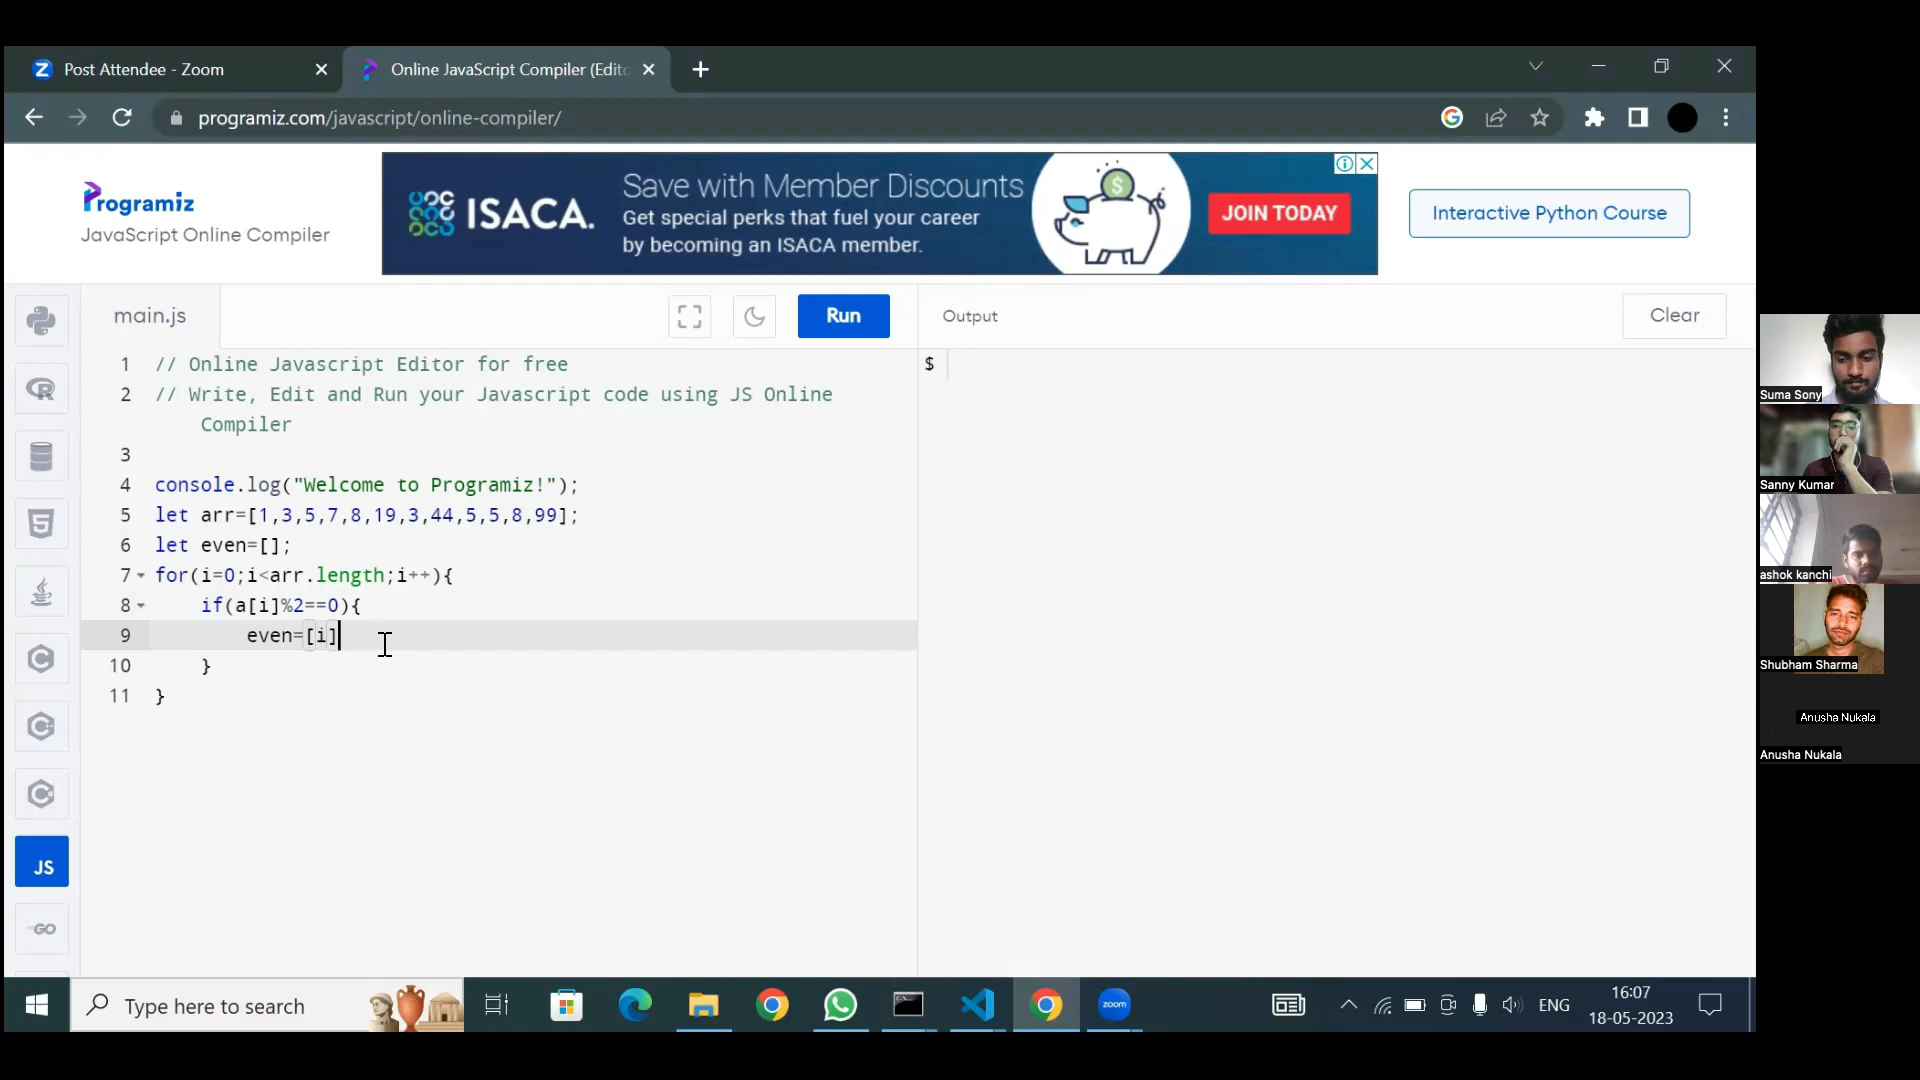 Post Attendee - Zoom
Online JavaScript Compiler (Edito
programiz.com/javascript/online-compiler/
Programiz
JavaScript Online Compiler
ISACA.
Save with Member Discounts
Get special perks that fuel your career
by becoming an ISACA member.
JOIN TODAY
Interactive Python Course
main.js
Run
Output
Clear
1 // Online Javascript Editor for free
2 // Write, Edit and Run your Javascript code using JS Online
Compiler
3
4 console.log("Welcome to Programiz!");
5 let arr=[1,3,5,7,8,19,3,44,5,5,8,99];
6 let even=[];
7 for(i=0;i<arr.length;i++){
8 if(a[i]%2==0){
9 even=[i]
10 }
11 }
$
JS
GO
Suma Sony
Sanny Kumar
ashok kanchi
Shubham Sharma
Anusha Nukala
Anusha Nukala
Type here to search
zoom
ENG
16:07
18-05-2023